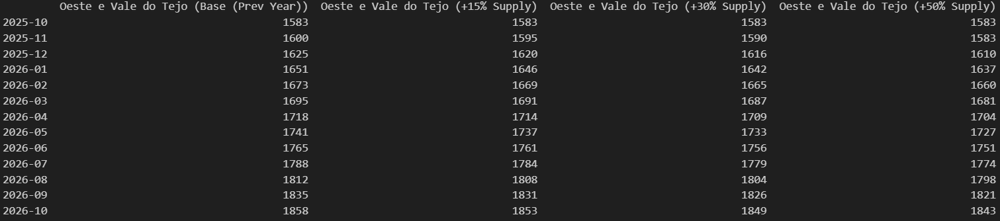 Oeste e Vale do Tejo (Base (Prev Year)) Oeste e Vale do Tejo (+15% Supply) Oeste e Vale do Tejo (+30% Supply) Oeste e Vale do Tejo (+50% Supply)
2025-10 1583 1583 1583 1583
2025-11 1600 1595 1590 1583
2025-12 1625 1620 1616 1610
2026-01 1651 1646 1642 1637
2026-02 1673 1669 1665 1660
2026-03 1695 1691 1687 1681
2026-04 1718 1714 1709 1704
2026-05 1741 1737 1733 1727
2026-06 1765 1761 1756 1751
2026-07 1788 1784 1779 1774
2026-08 1812 1808 1804 1798
2026-09 1835 1831 1826 1821
2026-10 1858 1853 1849 1843